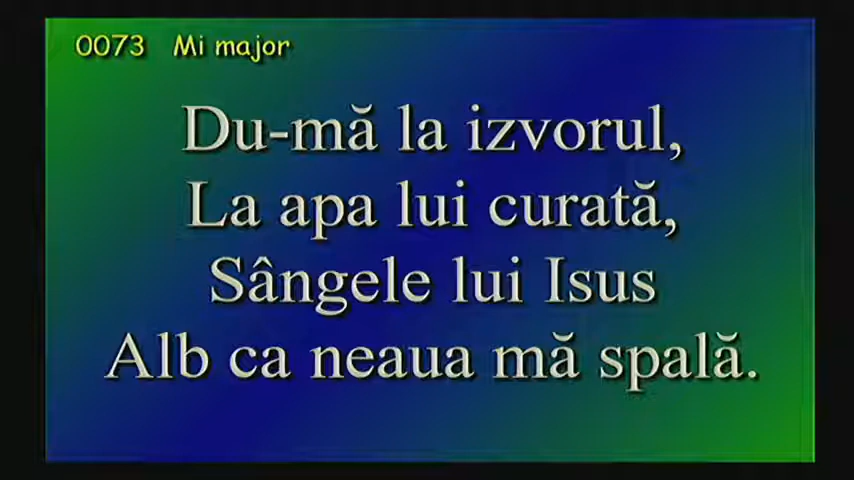 0073 Mi major
Du-mă la izvorul,
La apa lui curată,
Sângele lui Isus
Alb ca neaua mă spală.